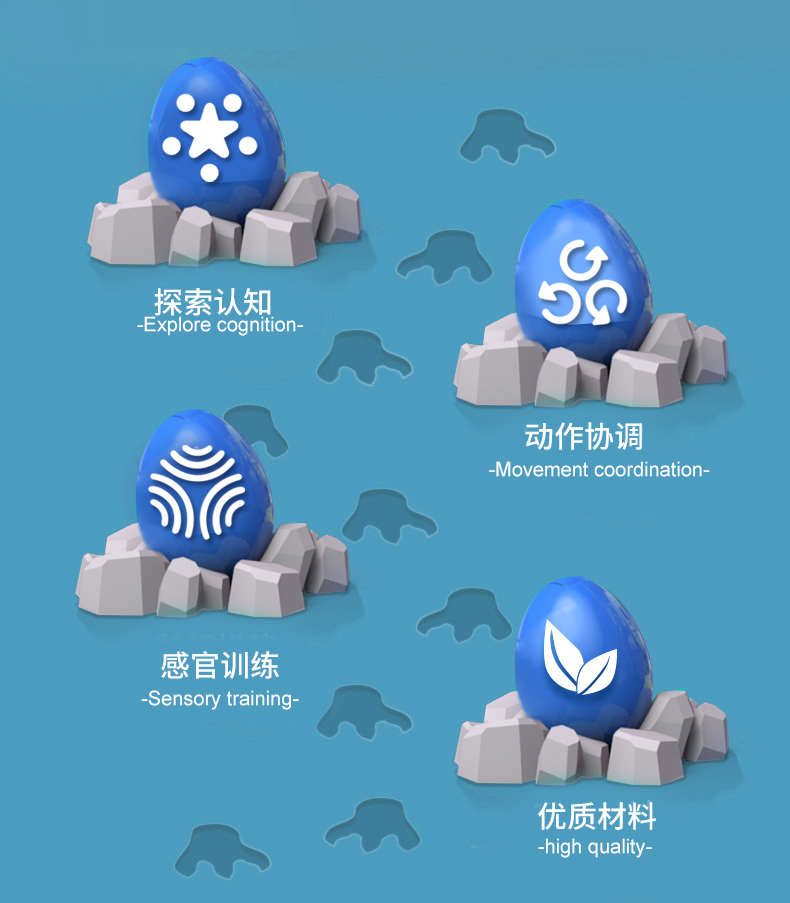 探索认知
-Explore cognition-
动作协调
-Movement coordination-
感官训练
-Sensory training-
优质材料
-high quality-